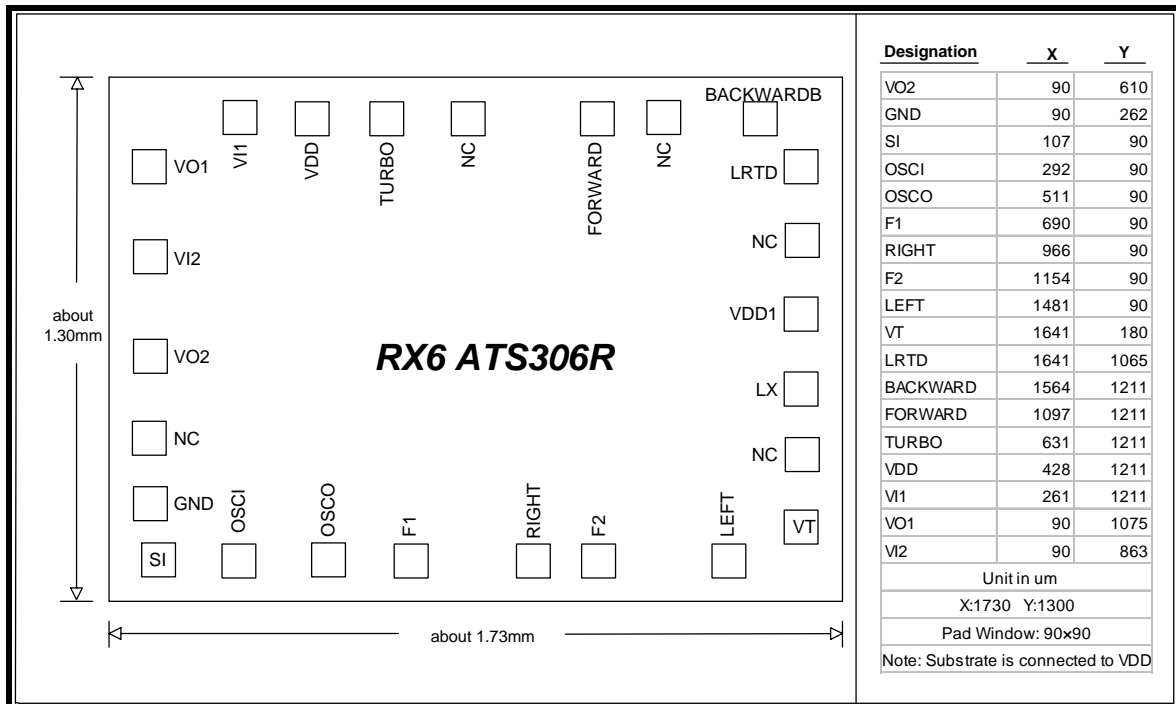 BACKWARDB
VI1
VDD
TURBO
NC
FORWARD
NC
VO1
LRTD
VI2
NC
VDD1
about
1.30mm
RX6 ATS306R
VO2
LX
NC
NC
GND
OSCI
OSCO
F1
RIGHT
F2
LEFT
VT
SI
about 1.73mm
Designation X Y
VO2 90 610
GND 90 262
SI 107 90
OSCI 292 90
OSCO 511 90
F1 690 90
RIGHT 966 90
F2 1154 90
LEFT 1481 90
VT 1641 180
LRTD 1641 1065
BACKWARD 1564 1211
FORWARD 1097 1211
TURBO 631 1211
VDD 428 1211
VI1 261 1211
VO1 90 1075
VI2 90 863
Unit in um
X:1730 Y:1300
Pad Window: 90×90
Note: Substrate is connected to VDD